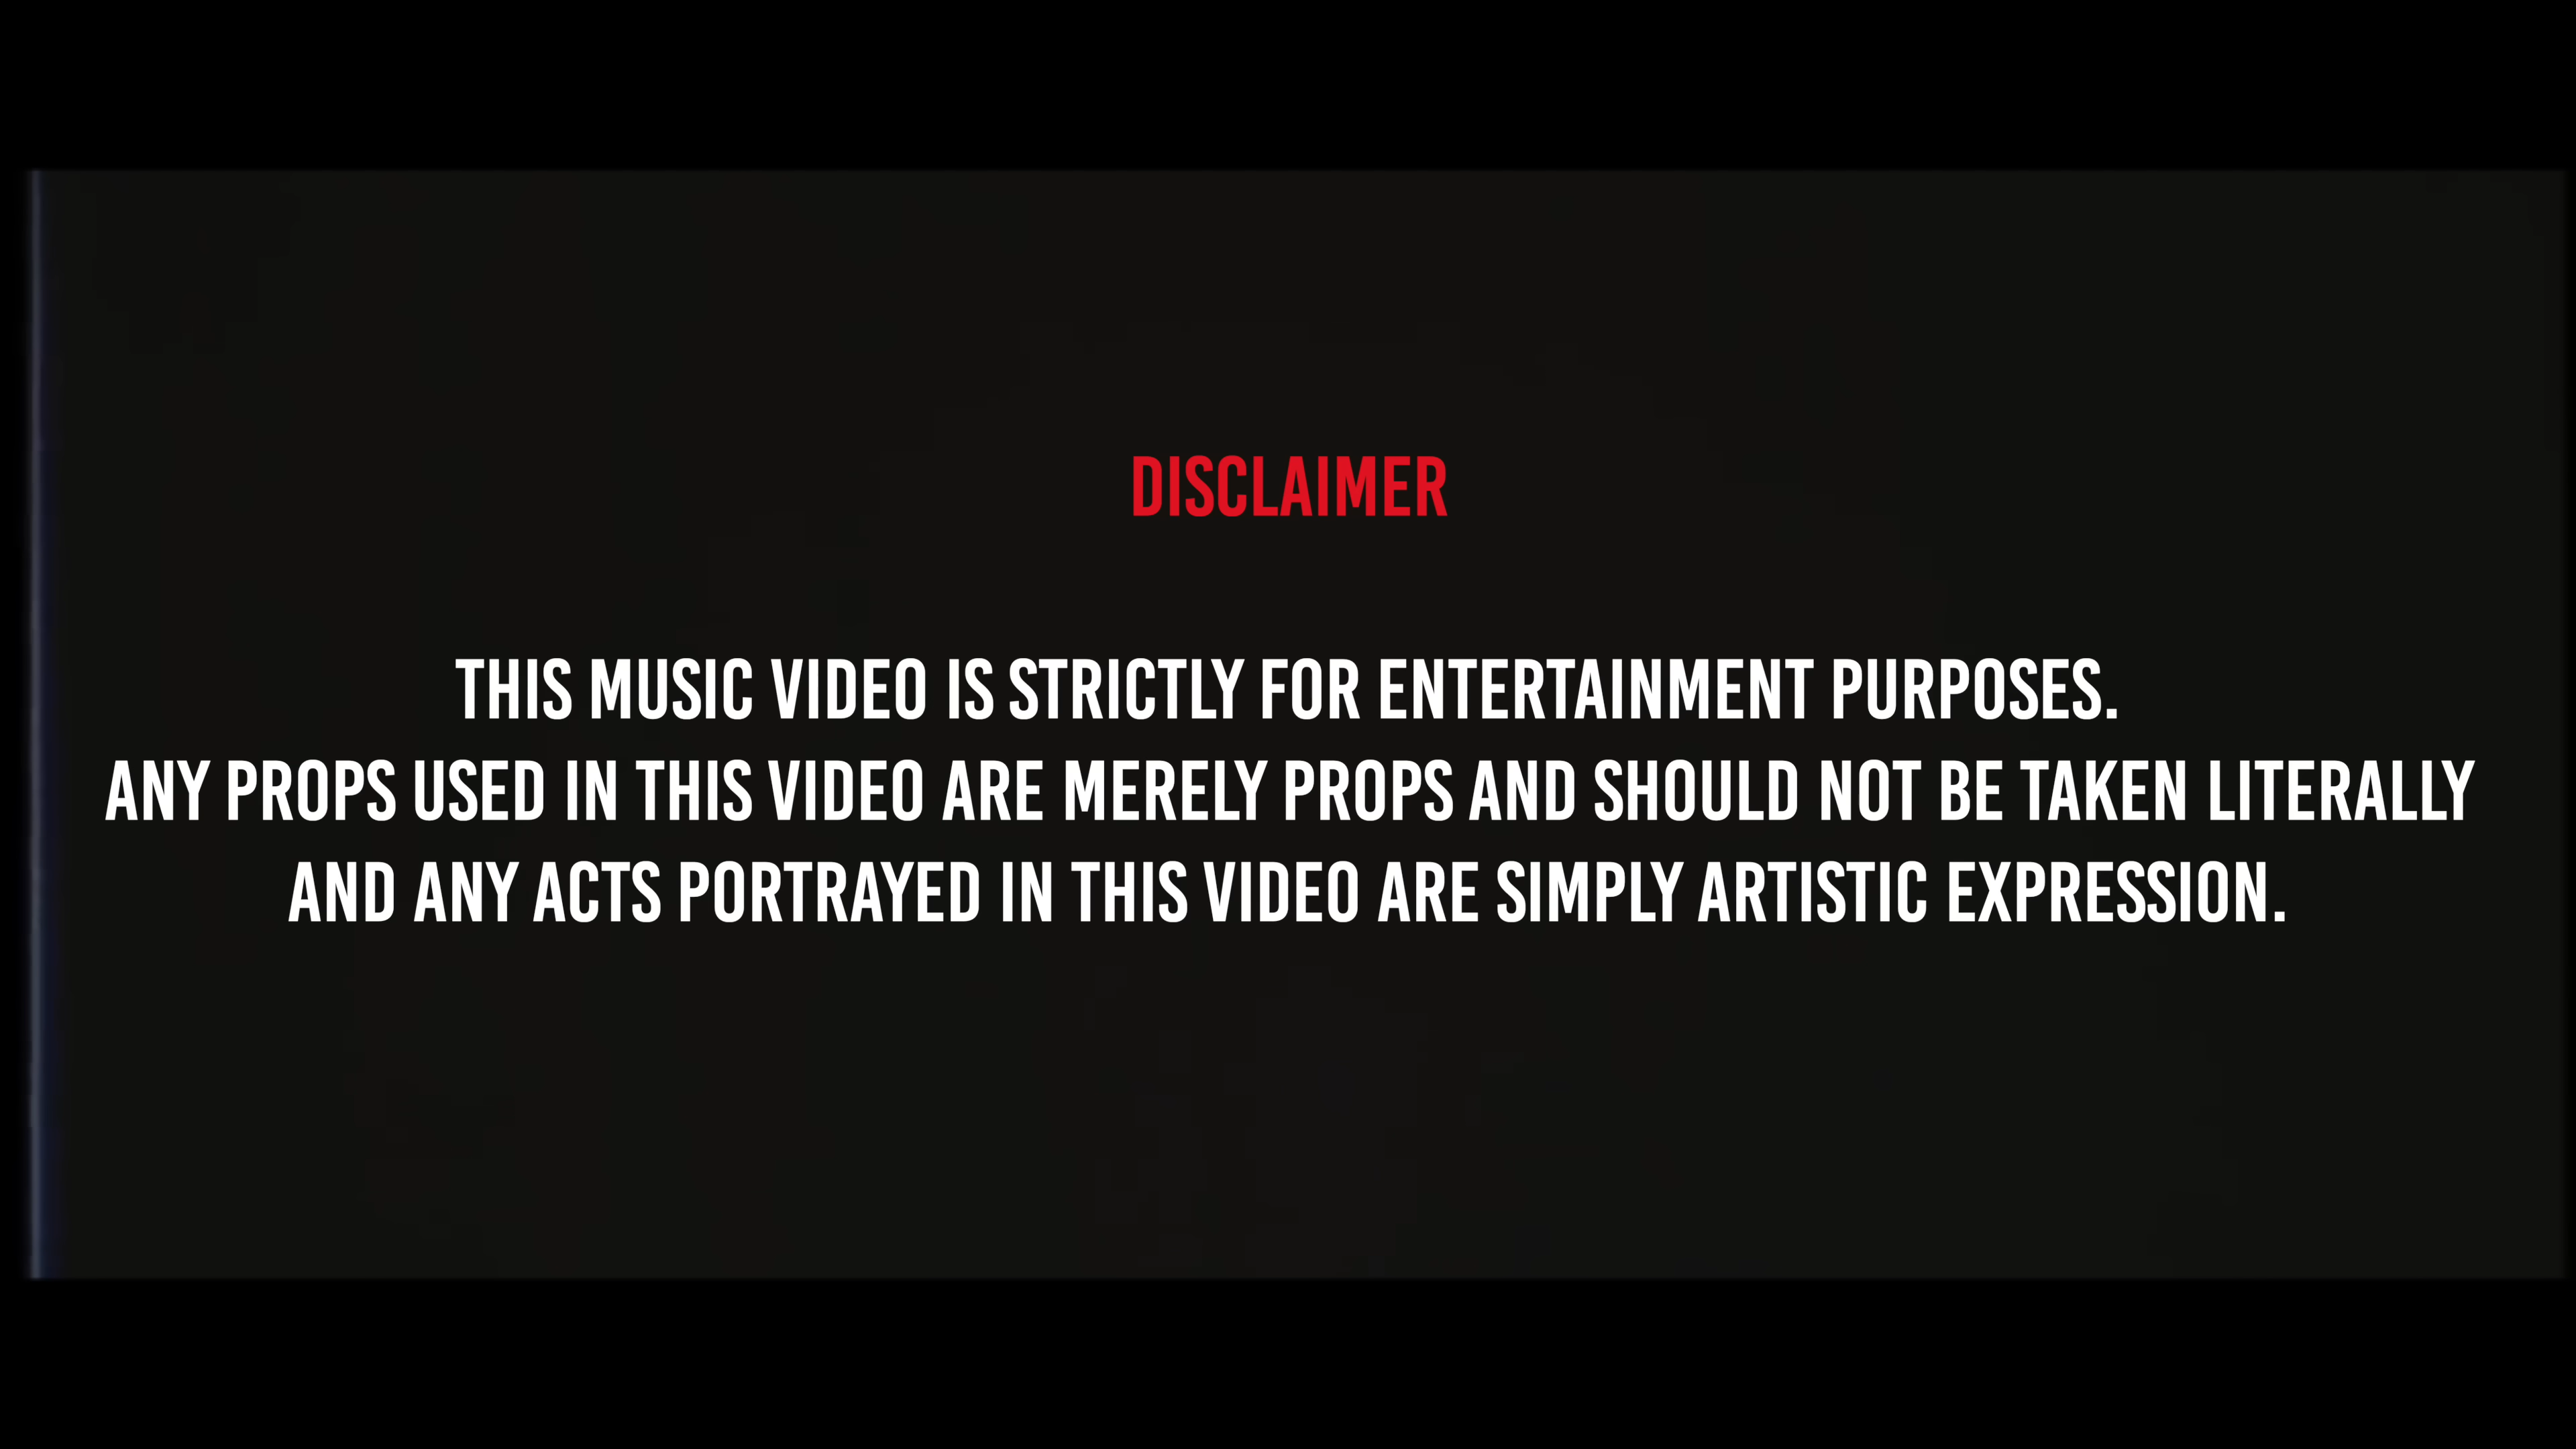 DISCLAIMER
THIS MUSIC VIDEO IS STRICTLY FOR ENTERTAINMENT PURPOSES.
ANY PROPS USED IN THIS VIDEO ARE MERELY PROPS AND SHOULD NOT BE TAKEN LITERALLY
AND ANY ACTS PORTRAYED IN THIS VIDEO ARE SIMPLY ARTISTIC EXPRESSION.